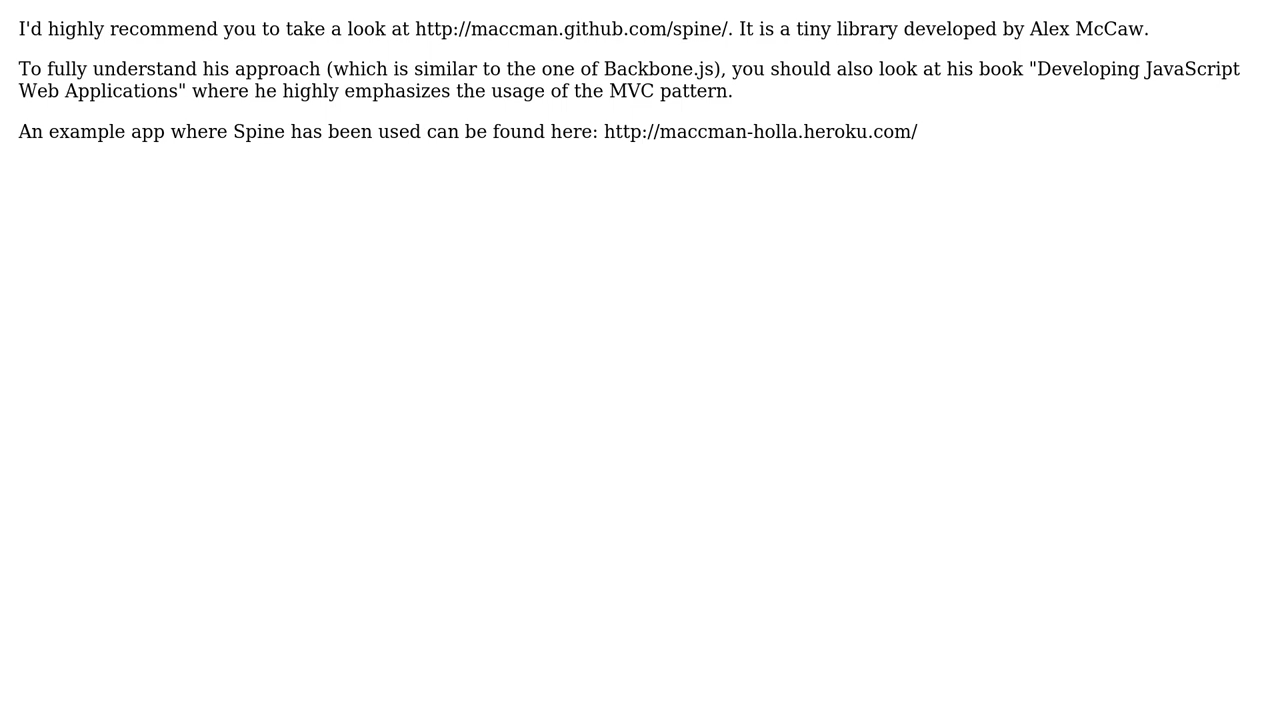 I'd highly recommend you to take a look at http://maccman.github.com/spine/. It is a tiny library developed by Alex McCaw.
To fully understand his approach (which is similar to the one of Backbone.js), you should also look at his book "Developing JavaScript
Web Applications" where he highly emphasizes the usage of the MVC pattern.
An example app where Spine has been used can be found here: http://maccman-holla.heroku.com/